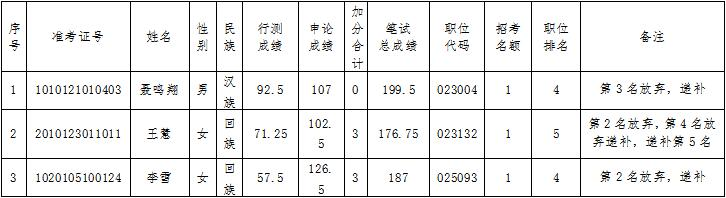 序号 准考证号 姓名 性别 民族 行测成绩 申论成绩 加分合计 笔试总成绩 职位代码 招考名额 职位排名 备注
1 1010121010403 聂鸣翔 男 汉族 92.5 107 0 199.5 023004 1 4 第3名放弃，递补
2 2010123011011 王慧 女 回族 71.25 102.5 3 176.75 023132 1 5 第2名放弃，第4名放弃递补，递补第5名
3 1020105100124 李雪 女 回族 57.5 126.5 3 187 025093 1 4 第2名放弃，递补